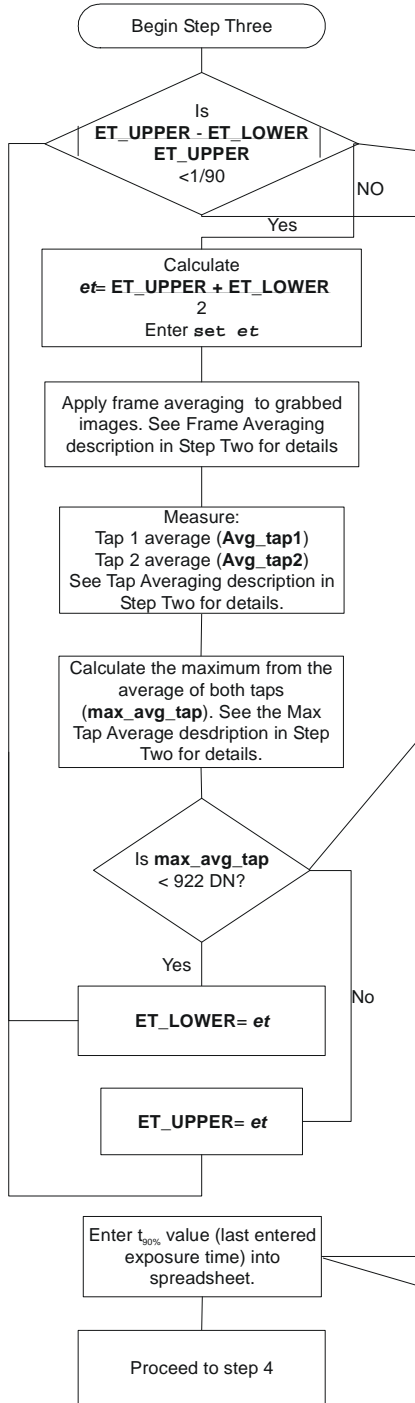 Begin Step Three
Is
ET_UPPER - ET_LOWER
ET_UPPER
<1/90
NO
Yes
Calculate
et= ET_UPPER + ET_LOWER
2
Enter set et
Apply frame averaging to grabbed
images. See Frame Averaging
description in Step Two for details
Measure:
Tap 1 average (Avg_tap1)
Tap 2 average (Avg_tap2)
See Tap Averaging description in
Step Two for details.
Calculate the maximum from the
average of both taps
(max_avg_tap). See the Max
Tap Average desdription in Step
Two for details.
Is max_avg_tap
< 922 DN?
Yes
No
ET_LOWER= et
ET_UPPER= et
Enter t90% value (last entered
exposure time) into
spreadsheet.
Proceed to step 4